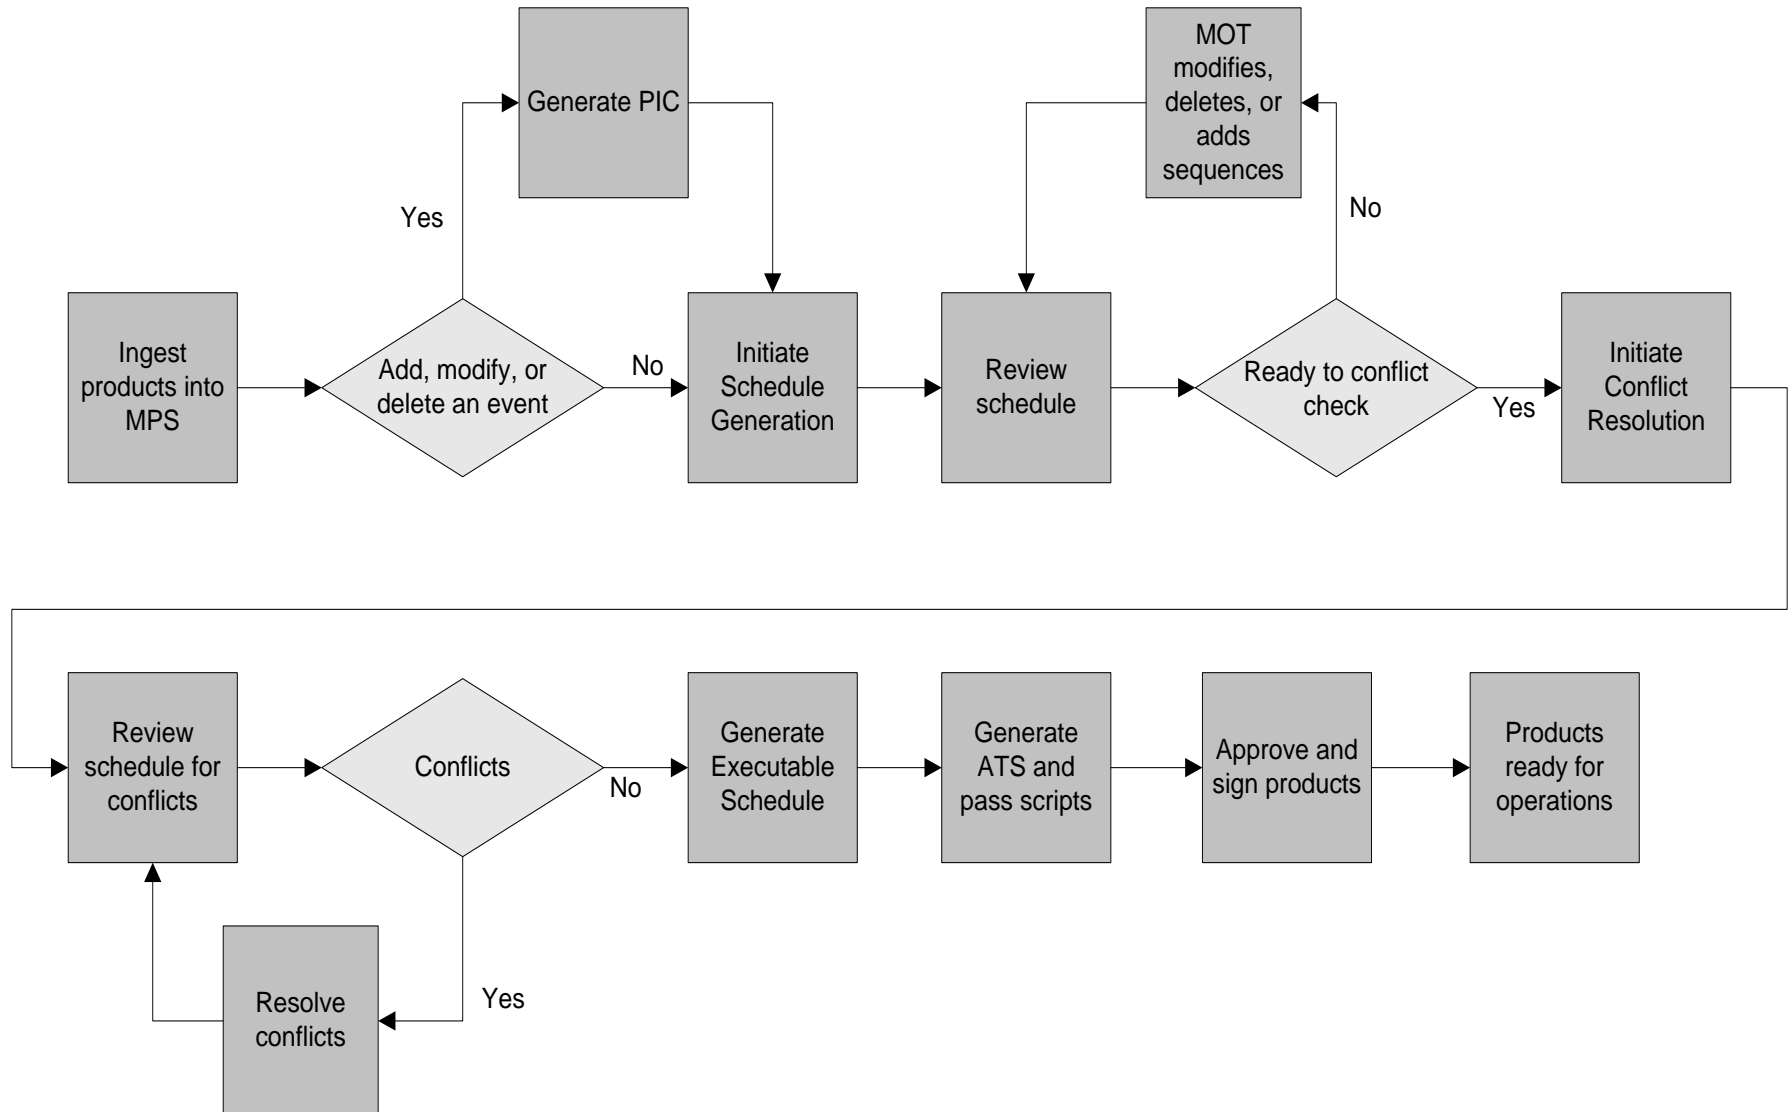 Generate PIC
MOT
modifies,
deletes, or
adds
sequences
Yes
No
Ingest
products into
MPS
Add, modify, or
delete an event
No
Initiate
Schedule
Generation
Review
schedule
Ready to conflict
check
Yes
Initiate
Conflict
Resolution
Review
schedule for
conflicts
Conflicts
No
Generate
Executable
Schedule
Generate
ATS and
pass scripts
Approve and
sign products
Products
ready for
operations
Yes
Resolve
conflicts